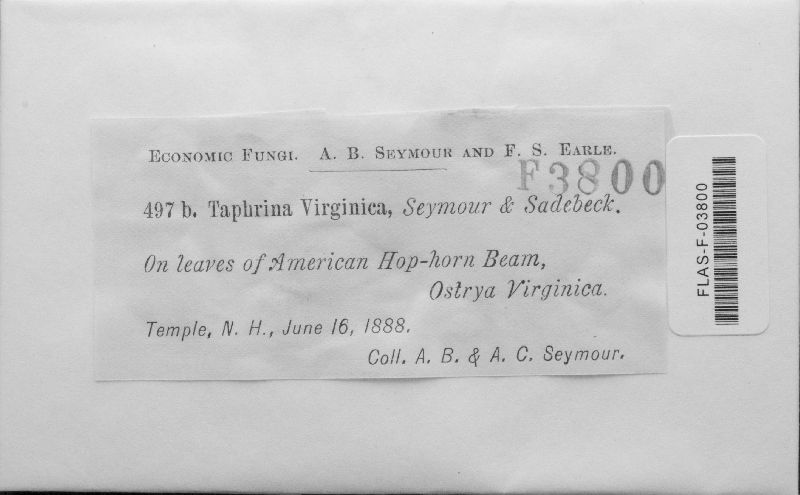 ECONOMIC FUNGI. A. B. SEYMOUR AND F. S. EARLE.
F3800
497 b. Taphrina Virginica, Seymour & Sadebeck.
On leaves of American Hop-horn Beam,
Ostrya Virginica.
Temple, N. H., June 16, 1888.
Coll. A. B. & A. C. Seymour.
FLAS-F-03800